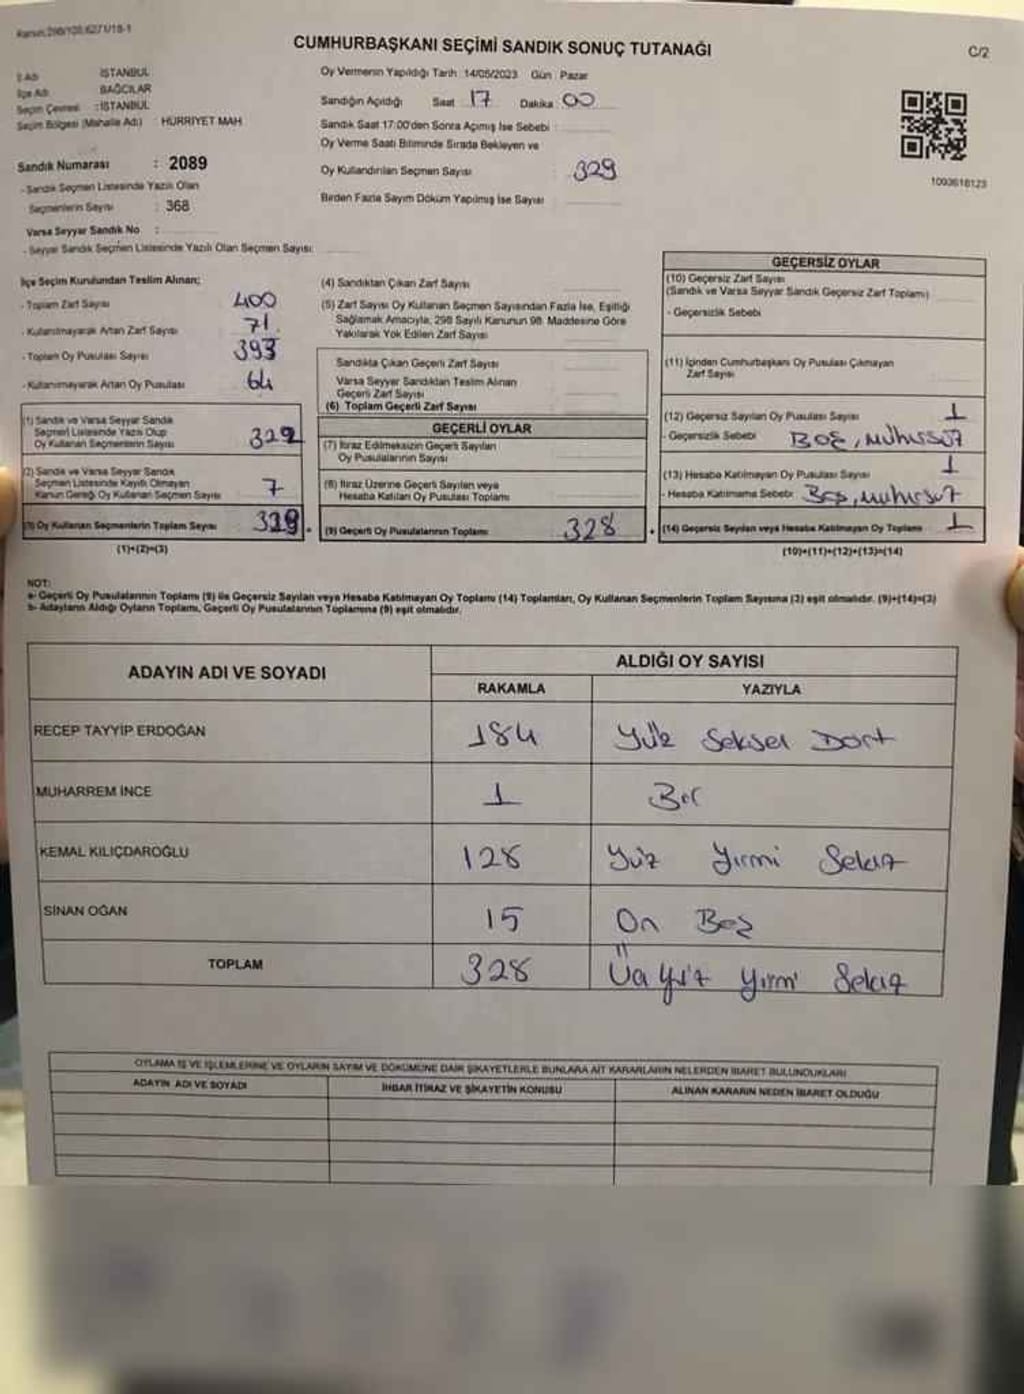 Kanun:298/108,6271/18-1
CUMHURBAŞKANI SEÇİMİ SANDIK SONUÇ TUTANAĞI
C/2
İl Adı : İSTANBUL
İlçe Adı : BAĞCILAR
Seçim Çevresi : İSTANBUL
Seçim Bölgesi (Mahalle Adı) : HÜRRİYET MAH.
Sandık Numarası : 2089
- Sandık Seçmen Listesinde Yazılı Olan
Seçmenlerin Sayısı : 368
Varsa Seyyar Sandık No :
- Seyyar Sandık Seçmen Listesinde Yazılı Olan Seçmen Sayısı:
Oy Vermenin Yapıldığı Tarih : 14/05/2023 Gün : Pazar
Sandığın Açıldığı Saat : 17 Dakika : 00
Sandık Saat 17:00'den Sonra Açımış İse Sebebi :
Oy Verme Saati Bitiminde Sırada Bekleyen ve
Oy Kullandırılan Seçmen Sayısı : 329
Birden Fazla Sayım Döküm Yapılmış İse Sayısı :
1093618123
İlçe Seçim Kurulundan Teslim Alınan;
- Toplam Zarf Sayısı 400
- Kullanılmayarak Artan Zarf Sayısı 71
- Toplam Oy Pusulası Sayısı 393
- Kullanılmayarak Artan Oy Pusulası 64
(1) Sandık ve Varsa Seyyar Sandık
Seçmen Listesinde Yazılı Olup
Oy Kullanan Seçmenlerin Sayısı 322
(2) Sandık ve Varsa Seyyar Sandık
Seçmen Listesinde Kayıtlı Olmayan
Kanun Gereği Oy Kullanan Seçmen Sayısı 7
(3) Oy Kullanan Seçmenlerin Toplam Sayısı 329
(1)+(2)=(3)
(4) Sandıktan Çıkan Zarf Sayısı
(5) Zarf Sayısı Oy Kullanan Seçmen Sayısından Fazla İse, Eşitliği
Sağlamak Amacıyla, 298 Sayılı Kanunun 98. Maddesine Göre
Yakılarak Yok Edilen Zarf Sayısı
Sandıkta Çıkan Geçerli Zarf Sayısı
Varsa Seyyar Sandıktan Teslim Alınan
Geçerli Zarf Sayısı
(6) Toplam Geçerli Zarf Sayısı
GEÇERLİ OYLAR
(7) İtiraz Edilmeksizin Geçerli Sayılan
Oy Pusulalarının Sayısı
(8) İtiraz Üzerine Geçerli Sayılan veya
Hesaba Katılan Oy Pusulası Toplamı
(9) Geçerli Oy Pusulalarının Toplamı 328
GEÇERSİZ OYLAR
(10) Geçersiz Zarf Sayısı
(Sandık ve Varsa Seyyar Sandık Geçersiz Zarf Toplamı)
- Geçersizlik Sebebi
(11) İçinden Cumhurbaşkanı Oy Pusulası Çıkmayan
Zarf Sayısı
(12) Geçersiz Sayılan Oy Pusulası Sayısı 1
- Geçersizlik Sebebi BOŞ, Mühürsüz
(13) Hesaba Katılmayan Oy Pusulası Sayısı 1
- Hesaba Katılmama Sebebi Boş, Mühürsüz
(14) Geçersiz Sayılan veya Hesaba Katılmayan Oy Toplamı 1
(10)+(11)+(12)+(13)=(14)
NOT:
a- Geçerli Oy Pusulalarının Toplamı (9) ile Geçersiz Sayılan veya Hesaba Katılmayan Oy Toplamı (14) Toplamları, Oy Kullanan Seçmenlerin Toplam Sayısına (3) eşit olmalıdır. (9)+(14)=(3)
b- Adayların Aldığı Oyların Toplamı, Geçerli Oy Pusulalarının Toplamına (9) eşit olmalıdır.
ADAYIN ADI VE SOYADI
ALDIĞI OY SAYISI
RAKAMLA YAZIYLA
RECEP TAYYİP ERDOĞAN 184 Yüz Seksen Dört
MUHARREM İNCE 1 Bir
KEMAL KILIÇDAROĞLU 128 Yüz Yirmi Sekiz
SİNAN OĞAN 15 On Beş
TOPLAM 328 Üç Yüz Yirmi Sekiz
OYLAMA İŞ VE İŞLEMLERİNE VE OYLARIN SAYIM VE DÖKÜMÜNE DAİR ŞİKAYETLERLE BUNLARA AİT KARARLARIN NELERDEN İBARET BULUNDUKLARI
ADAYIN ADI VE SOYADI İHBAR İTİRAZ VE ŞİKAYETİN KONUSU ALINAN KARARIN NEDEN İBARET OLDUĞU